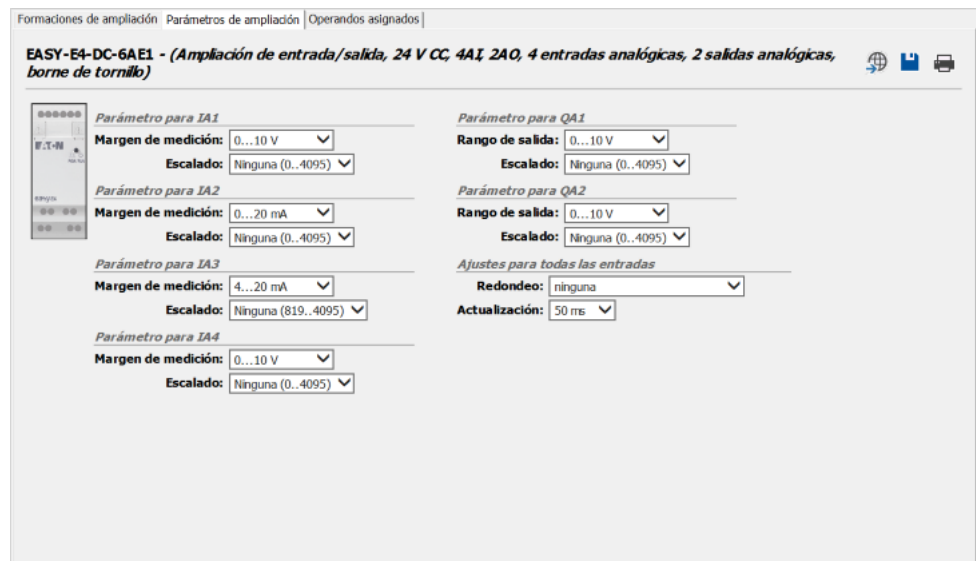 Formaciones de ampliación Parámetros de ampliación Operandos asignados
EASY-E4-DC-6AE1 - (Ampliación de entrada/salida, 24 V CC, 4AI, 2AO, 4 entradas analógicas, 2 salidas analógicas,
borne de tornillo)
E·T·N
Parámetro para IA1
Margen de medición: 0...10 V
Escalado: Ninguna (0..4095)
Parámetro para IA2
Margen de medición: 0...20 mA
Escalado: Ninguna (0..4095)
Parámetro para IA3
Margen de medición: 4...20 mA
Escalado: Ninguna (819..4095)
Parámetro para IA4
Margen de medición: 0...10 V
Escalado: Ninguna (0..4095)
Parámetro para QA1
Rango de salida: 0...10 V
Escalado: Ninguna (0..4095)
Parámetro para QA2
Rango de salida: 0...10 V
Escalado: Ninguna (0..4095)
Ajustes para todas las entradas
Redondeo: ninguna
Actualización: 50 ms